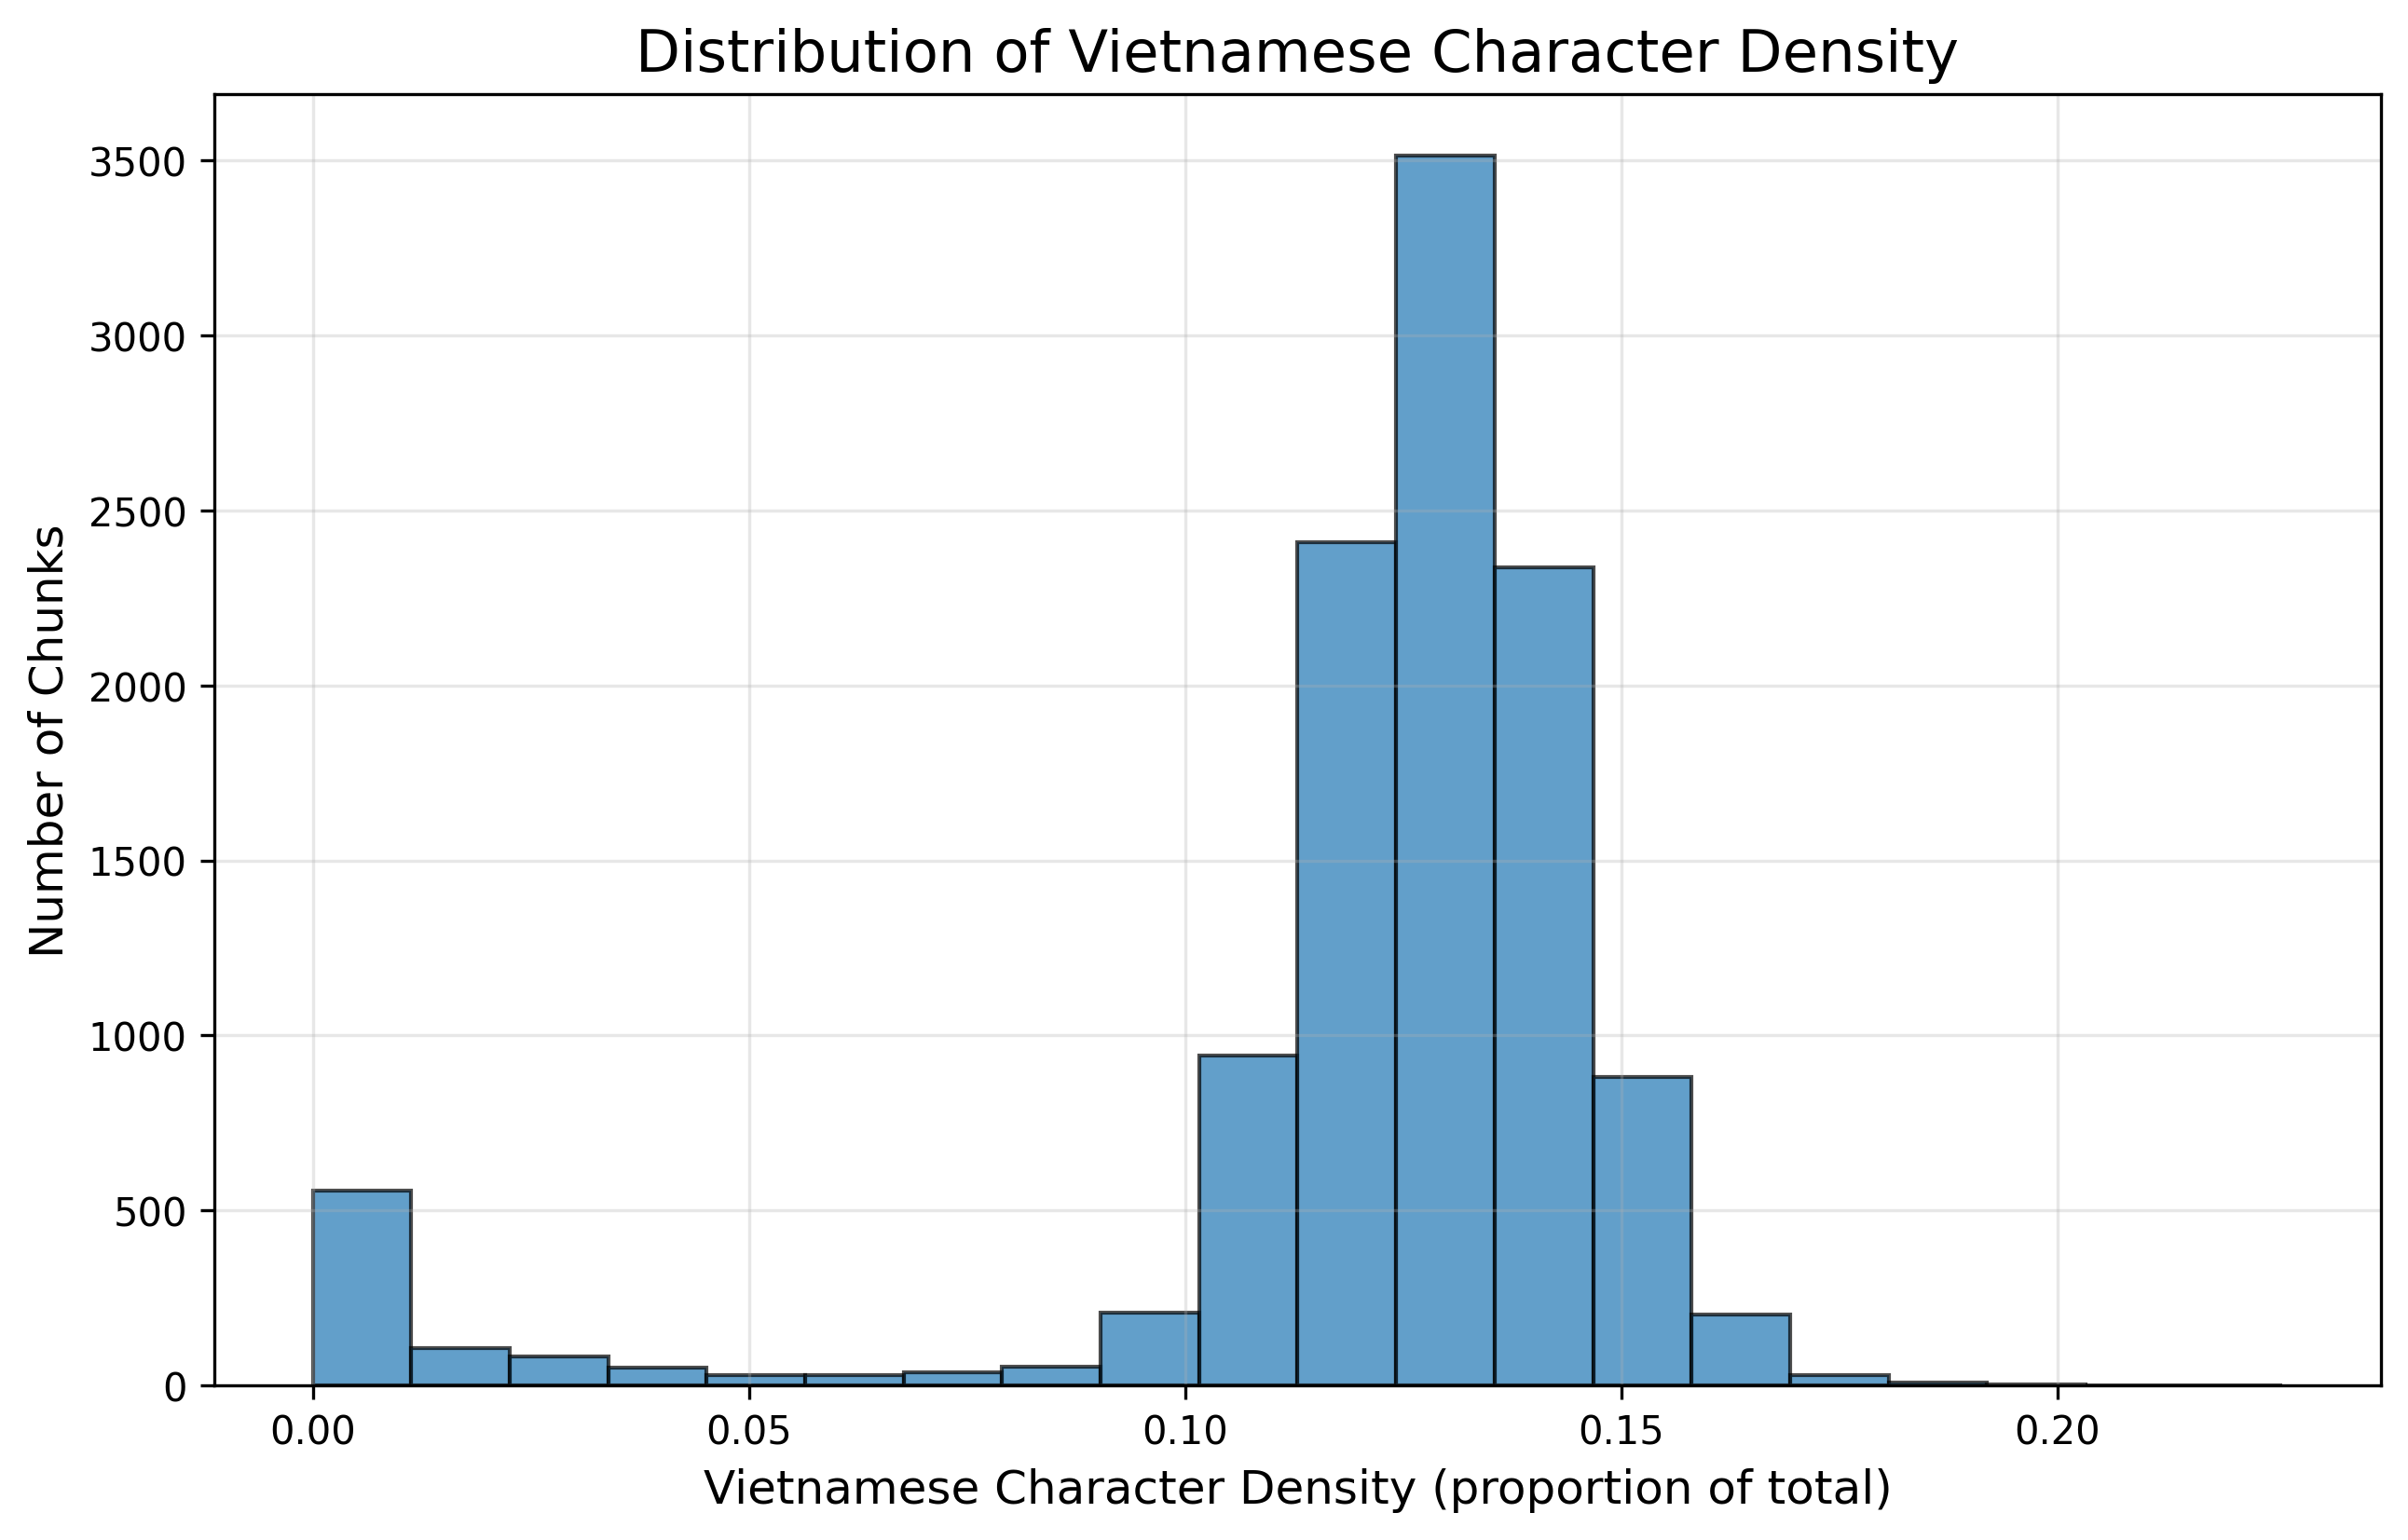 Distribution of Vietnamese Character Density
3500
3000
2500
2000
1500
1000
500
0
Number of Chunks
0.00 0.05 0.10 0.15 0.20
Vietnamese Character Density (proportion of total)